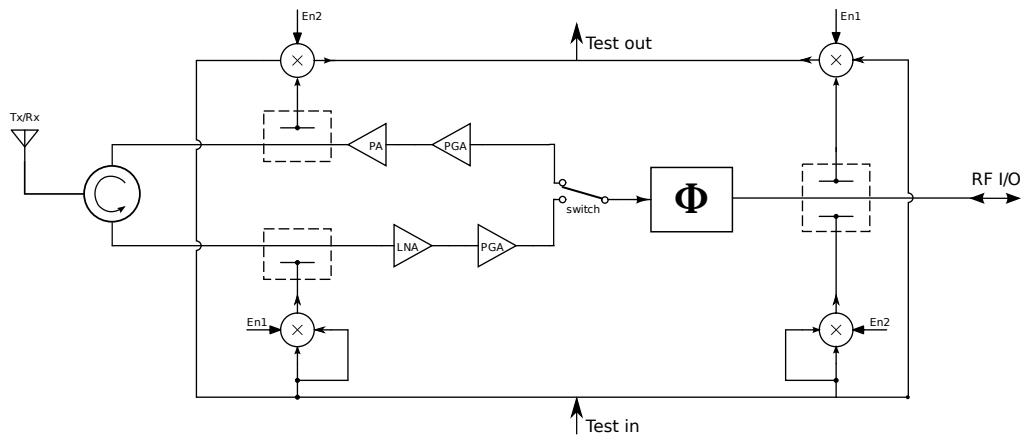 En2
En1
Test out
Tx/Rx
PA
PGA
Φ
RF I/O
switch
LNA
PGA
En1
En2
Test in